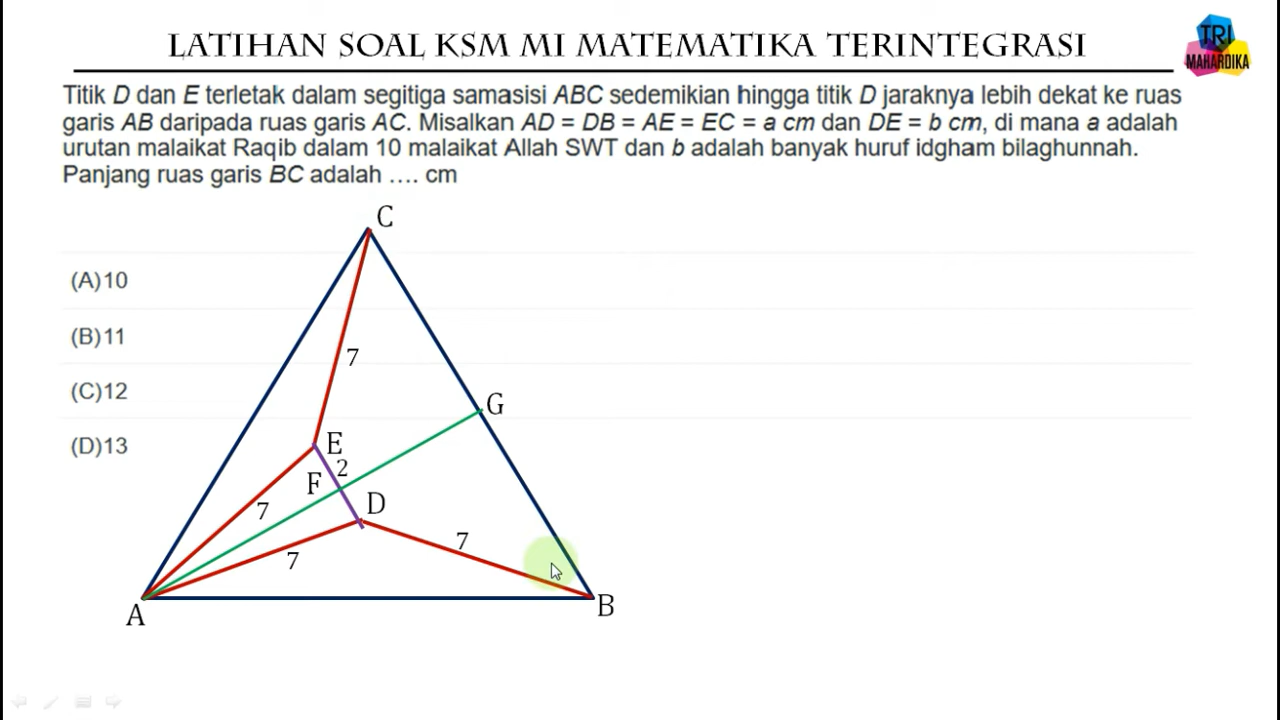 LATIHAN SOAL KSM MI MATEMATIKA TERINTEGRASI
TRI
MAHARDIKA
Titik D dan E terletak dalam segitiga samasisi ABC sedemikian hingga titik D jaraknya lebih dekat ke ruas
garis AB daripada ruas garis AC. Misalkan AD = DB = AE = EC = a cm dan DE = b cm, di mana a adalah
urutan malaikat Raqib dalam 10 malaikat Allah SWT dan b adalah banyak huruf idgham bilaghunnah.
Panjang ruas garis BC adalah .... cm
(A)10
(B)11
(C)12
(D)13
C
7
G
E
2
F
D
7
7
7
A
B